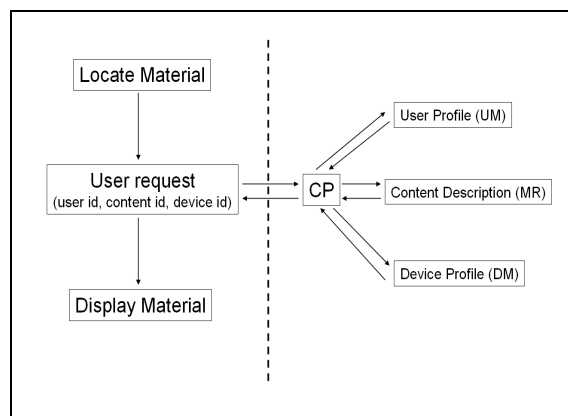 Locate Material
User request
(user id, content id, device id)
Display Material
CP
User Profile (UM)
Content Description (MR)
Device Profile (DM)